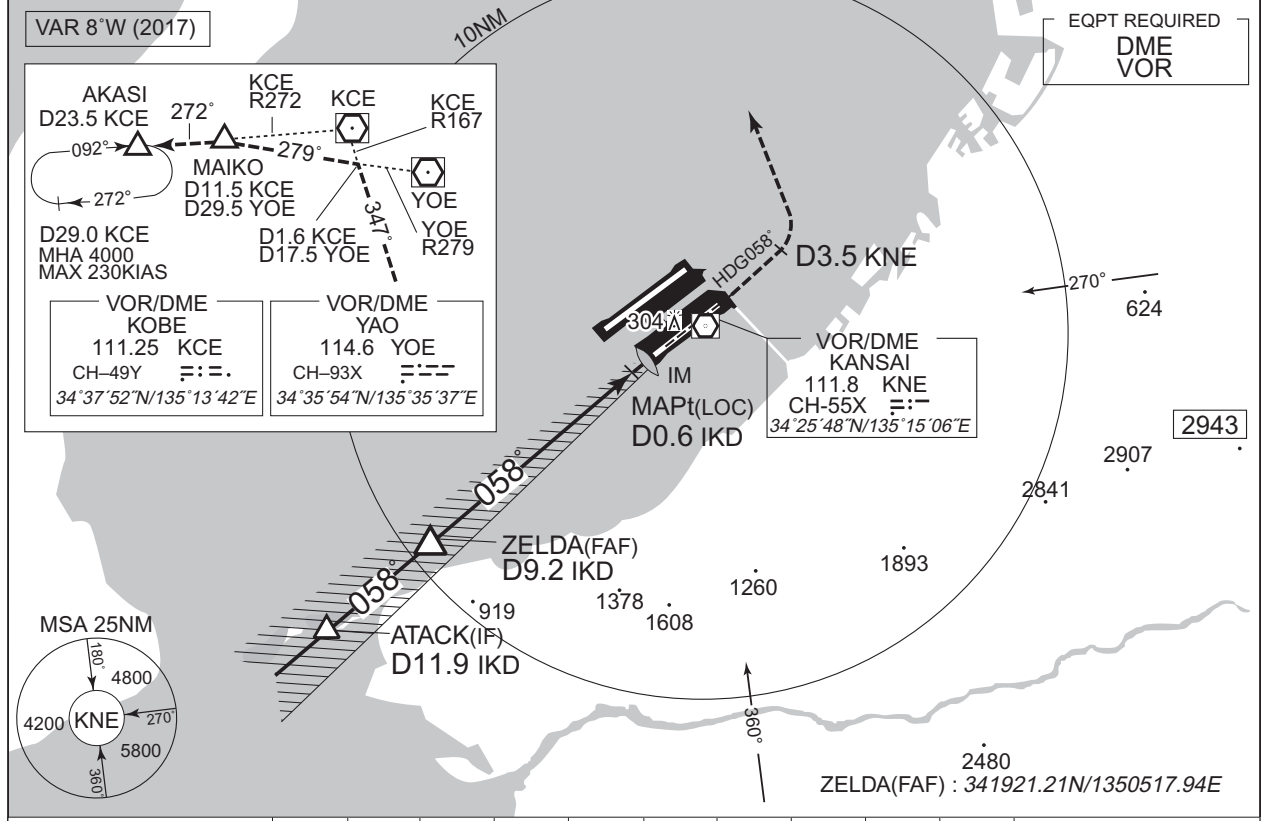 VAR 8˚W (2017)
10NM
EQPT REQUIRED
DME
VOR
AKASI
D23.5 KCE
272˚
KCE
R272
KCE
KCE
R167
092˚
272˚
MAIKO
D11.5 KCE
D29.5 YOE
279˚
YOE
YOE
R279
D1.6 KCE
D17.5 YOE
347˚
D29.0 KCE
MHA 4000
MAX 230KIAS
VOR/DME
KOBE
111.25 KCE
CH–49Y
34˚37´52˝N/135˚13´42˝E
VOR/DME
YAO
114.6 YOE
CH–93X
34˚35´54˝N/135˚35´37˝E
HDG058˚
D3.5 KNE
304
IM
MAPt(LOC)
D0.6 IKD
VOR/DME
KANSAI
111.8 KNE
CH-55X
34˚25´48˝N/135˚15´06˝E
270˚
624
2943
2907
2841
1893
1260
1378
1608
919
058˚
ZELDA(FAF)
D9.2 IKD
058˚
ATACK(IF)
D11.9 IKD
MSA 25NM
180˚
4800
4200
KNE
270˚
5800
360˚
360˚
2480
ZELDA(FAF) : 341921.21N/1350517.94E